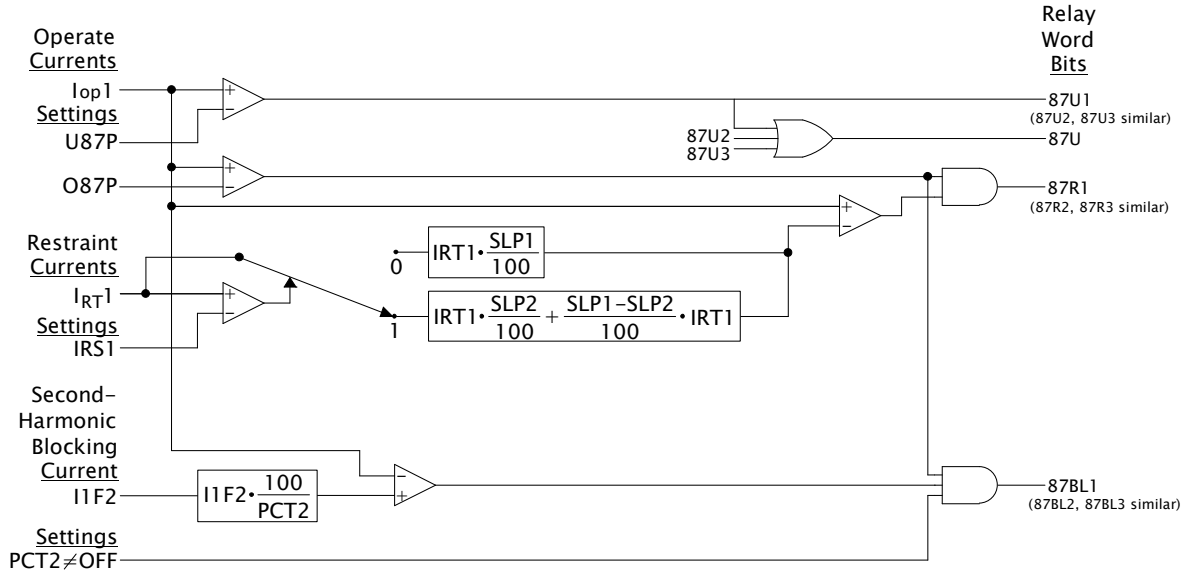 Operate
Currents
Iop1
Settings
U87P
O87P
Restraint
Currents
IRT1
Settings
IRS1
Second-
Harmonic
Blocking
Current
I1F2
Settings
PCT2≠OFF
+
−
+
−
+
−
0
1
IRT1•SLP1/100
IRT1•SLP2/100 + SLP1−SLP2/100 • IRT1
I1F2•100/PCT2
−
+
87U2
87U3
+
−
Relay
Word
Bits
87U1
(87U2, 87U3 similar)
87U
87R1
(87R2, 87R3 similar)
87BL1
(87BL2, 87BL3 similar)